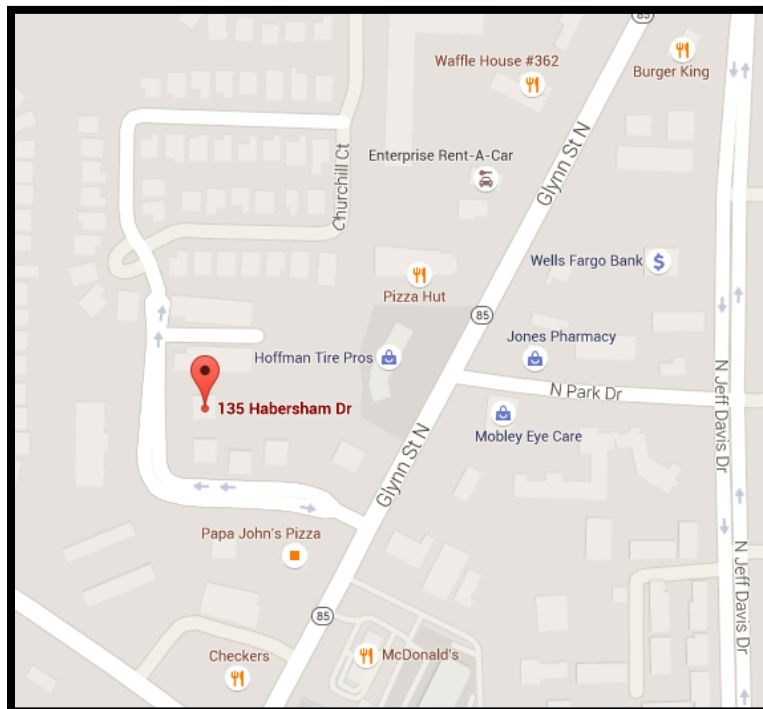 85
Waffle House #362
Burger King
Enterprise Rent-A-Car
Churchill Ct
Glynn St N
Wells Fargo Bank
$
Pizza Hut
85
Jones Pharmacy
Hoffman Tire Pros
N Park Dr
N Jeff Davis Dr
135 Habersham Dr
Mobley Eye Care
Glynn St N
Papa John's Pizza
N Jeff Davis Dr
85
Checkers
McDonald's